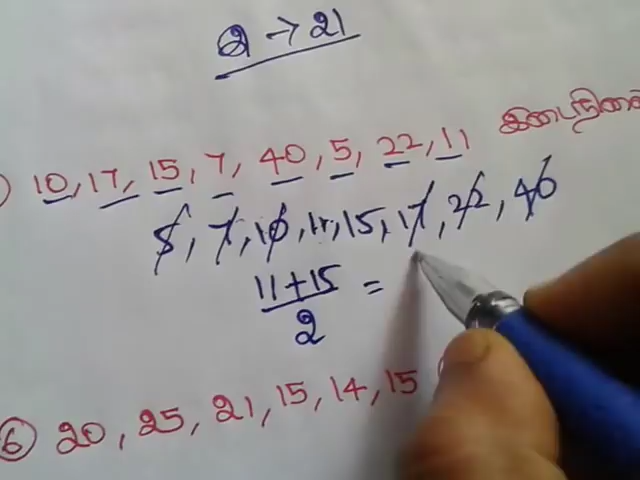 2 → 21
) 10, 17, 15, 7, 40, 5, 22, 11 இடைநிலை
5, 7, 10, 11, 15, 17, 22, 40
11+15 =
2
6 20, 25, 21, 15, 14, 15